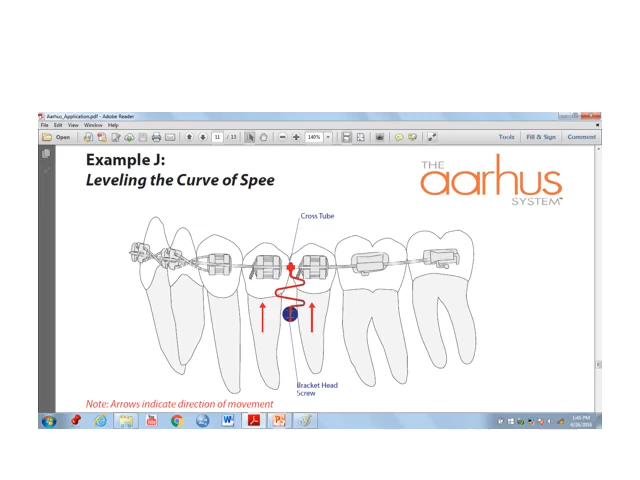 Aarhus_Application.pdf - Adobe Reader
File Edit View Window Help
Open 11 / 13 140% Tools Fill & Sign Comment
Example J:
Leveling the Curve of Spee
THE
aarhus
SYSTEM™
Cross Tube
Bracket Head
Screw
Note: Arrows indicate direction of movement
1:45 PM